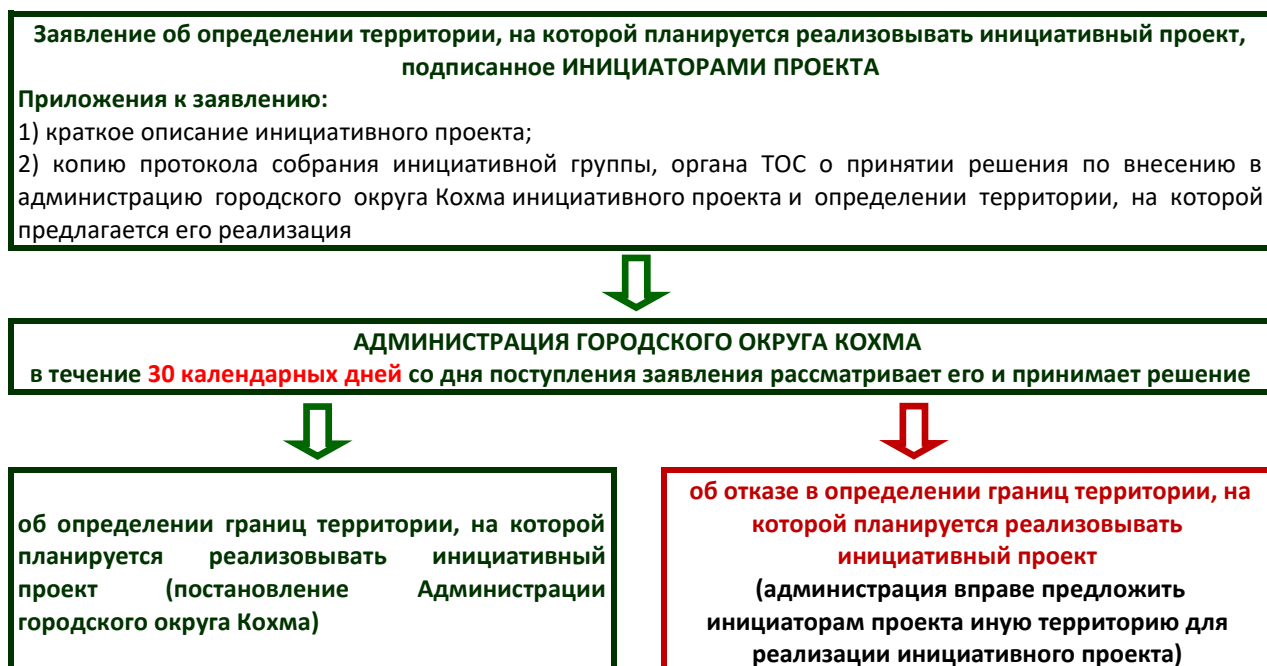 Заявление об определении территории, на которой планируется реализовывать инициативный проект,
подписанное ИНИЦИАТОРАМИ ПРОЕКТА
Приложения к заявлению:
1) краткое описание инициативного проекта;
2) копию протокола собрания инициативной группы, органа ТОС о принятии решения по внесению в
администрацию городского округа Кохма инициативного проекта и определении территории, на которой
предлагается его реализация
АДМИНИСТРАЦИЯ ГОРОДСКОГО ОКРУГА КОХМА
в течение 30 календарных дней со дня поступления заявления рассматривает его и принимает решение
об определении границ территории, на которой
планируется реализовывать инициативный
проект (постановление Администрации
городского округа Кохма)
об отказе в определении границ территории, на
которой планируется реализовывать
инициативный проект
(администрация вправе предложить
инициаторам проекта иную территорию для
реализации инициативного проекта)